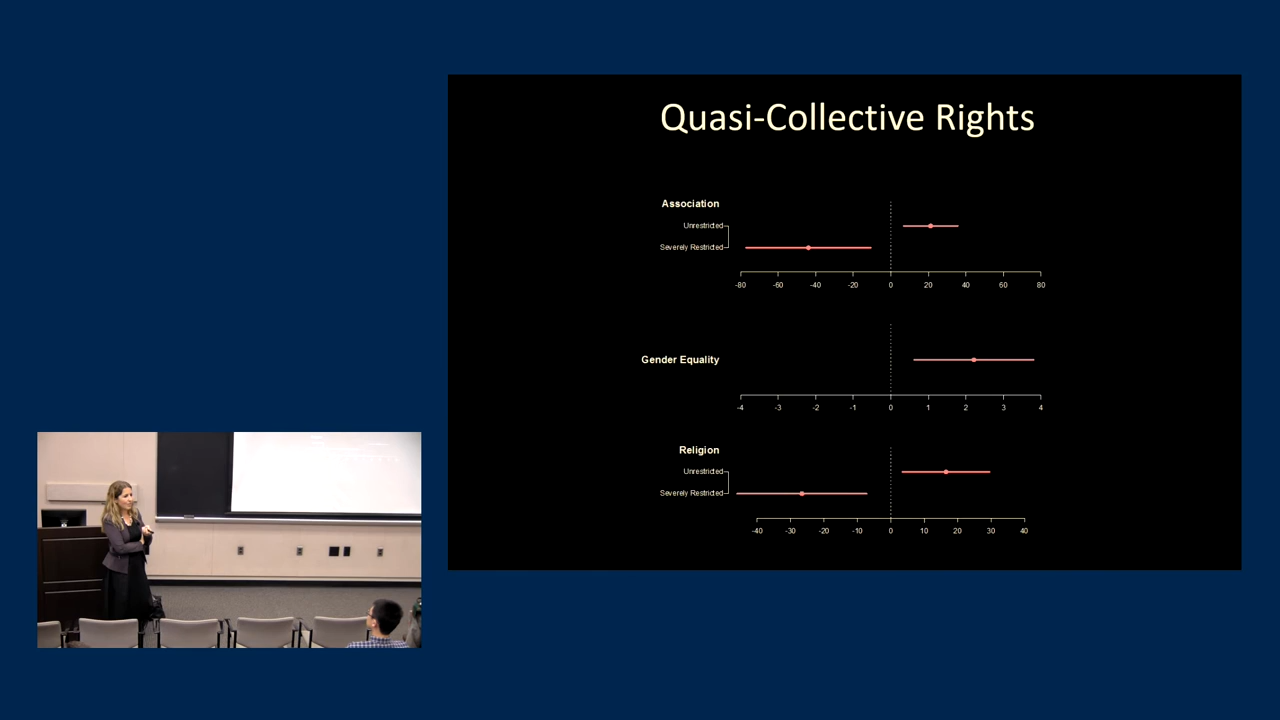 Quasi-Collective Rights
Association
Unrestricted
Severely Restricted
-80 -60 -40 -20 0 20 40 60 80
Gender Equality
-4 -3 -2 -1 0 1 2 3 4
Religion
Unrestricted
Severely Restricted
-40 -30 -20 -10 0 10 20 30 40